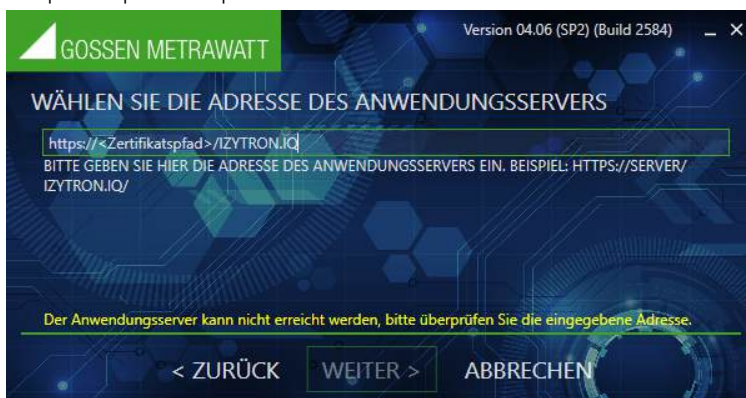 GOSSEN METRAWATT
Version 04.06 (SP2) (Build 2584)
WÄHLEN SIE DIE ADRESSE DES ANWENDUNGSSERVERS
https://<Zertifikatspfad>/IZYTRON.IQ
BITTE GEBEN SIE HIER DIE ADRESSE DES ANWENDUNGSSERVERS EIN. BEISPIEL: HTTPS://SERVER/
IZYTRON.IQ/
Der Anwendungsserver kann nicht erreicht werden, bitte überprüfen Sie die eingegebene Adresse.
< ZURÜCK WEITER > ABBRECHEN